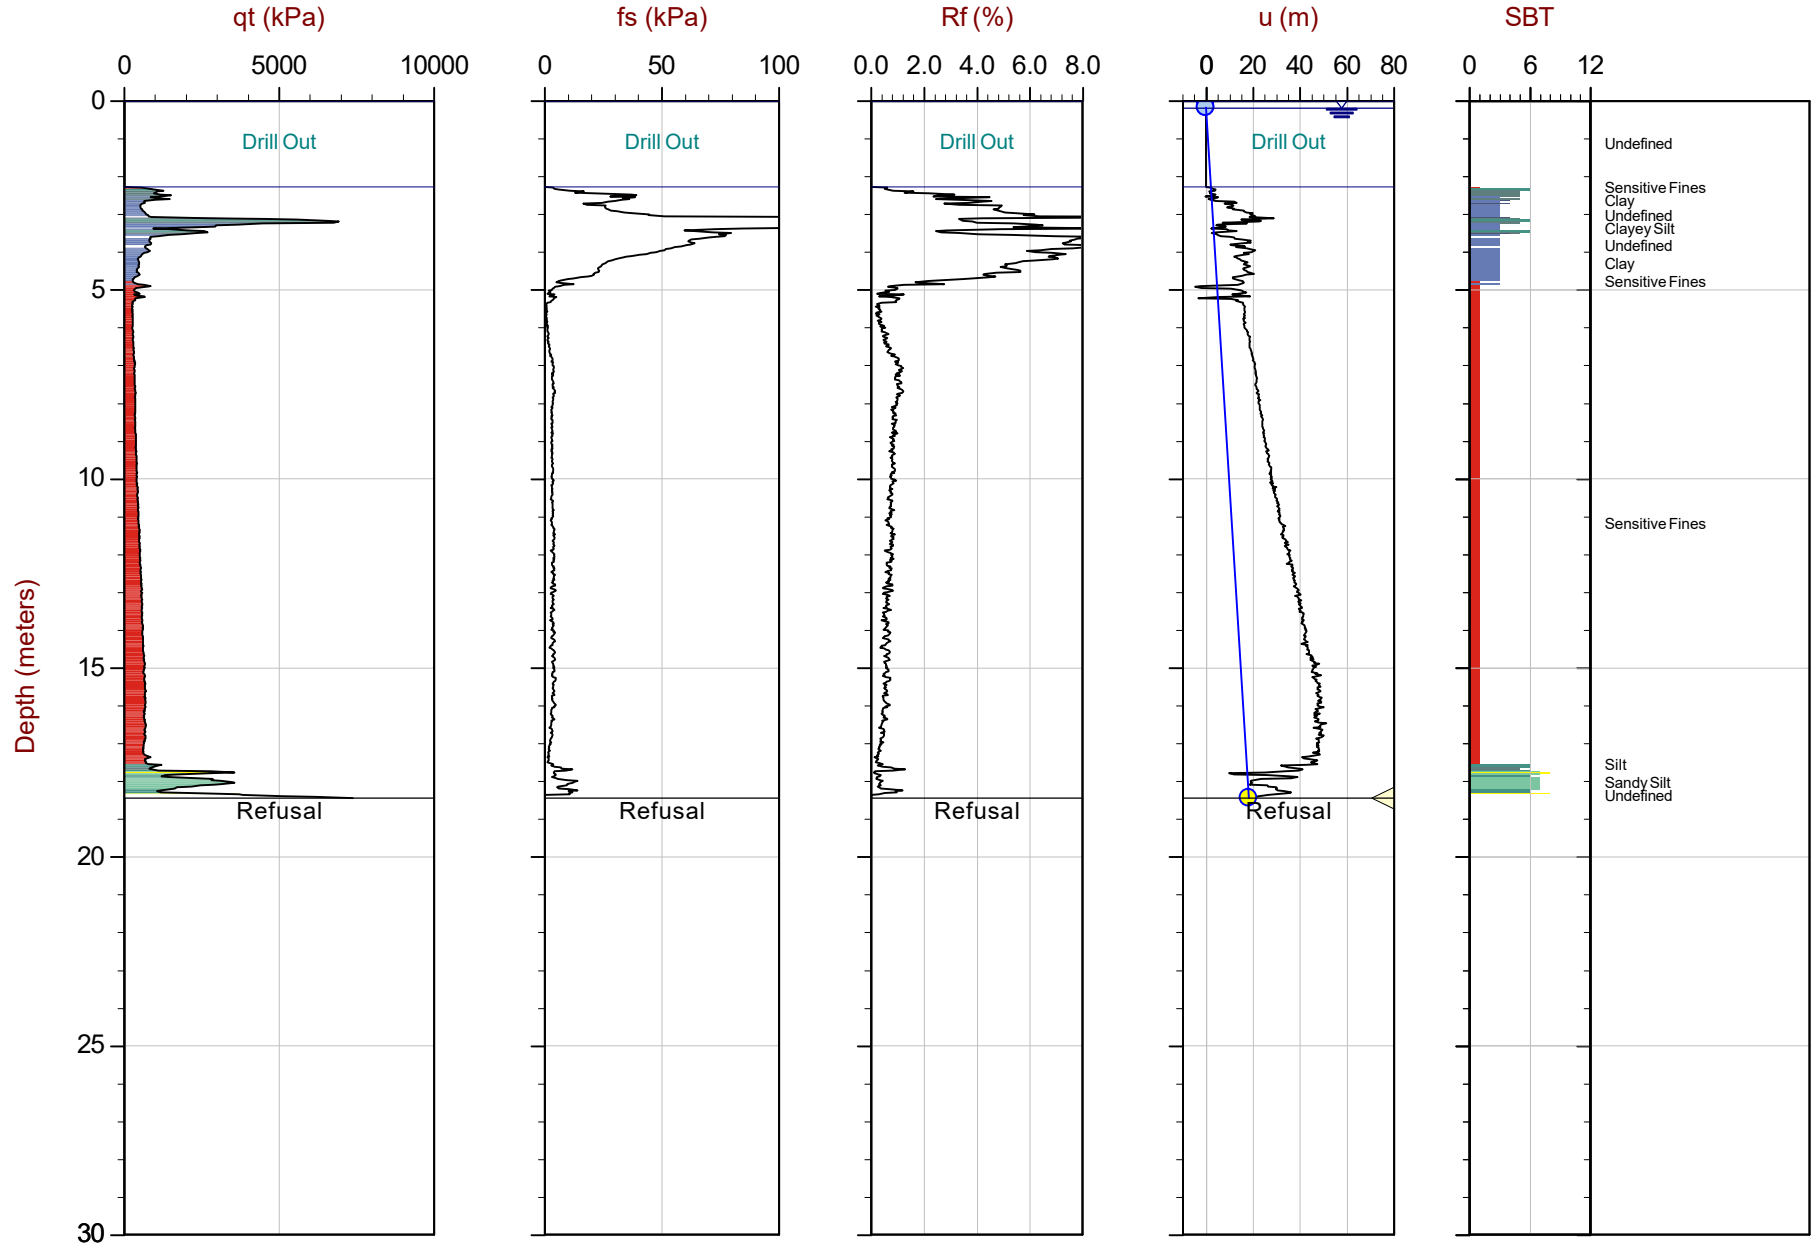 qt (kPa) fs (kPa) Rf (%) u (m) SBT
0 5000 10000 0 50 100 0.0 2.0 4.0 6.0 8.0 0 20 40 60 80 0 6 12
0
Drill Out Drill Out Drill Out Drill Out Undefined
Sensitive Fines
Clay
Undefined
Clayey Silt
Undefined
Clay
Sensitive Fines
5
10
Sensitive Fines
Depth (meters)
15
Silt
Sandy Silt
Undefined
Refusal Refusal Refusal Refusal
20
25
30